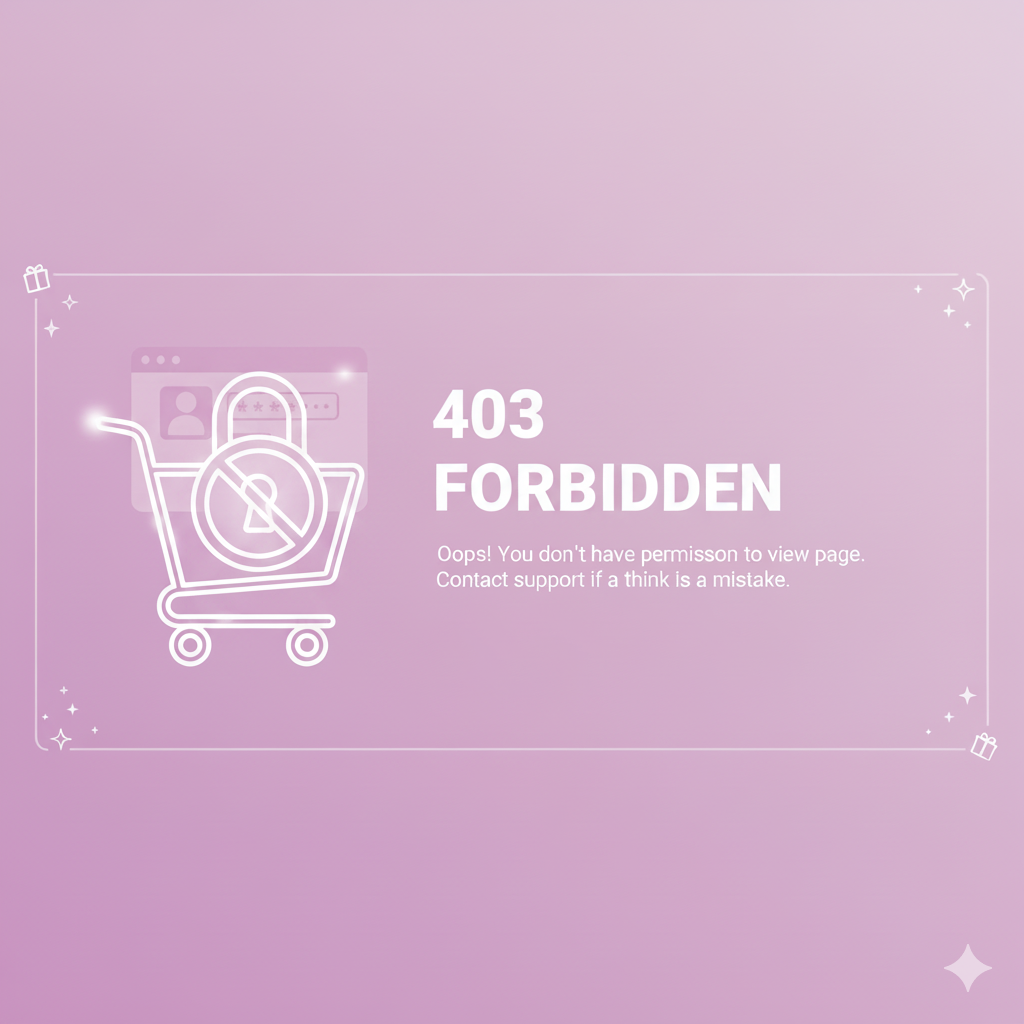 403
FORBIDDEN
Oops! You don't have permisson to view page.
Contact support if a think is a mistake.